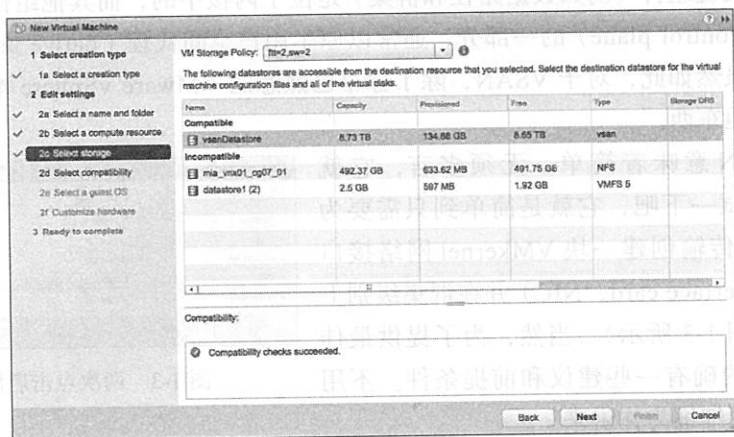 New Virtual Machine
1 Select creation type
1a Select a creation type
2 Edit settings
2a Select a name and folder
2b Select a compute resource
2c Select storage
2d Select compatibility
2e Select a guest OS
2f Customize hardware
3 Ready to complete
VM Storage Policy: ftt=2,sw=2
The following datastores are accessible from the destination resource that you selected. Select the destination datastore for the virtual
machine configuration files and all of the virtual disks.
Name Capacity Provisioned Free Type Storage DRS
Compatible
vsanDatastore 8.73 TB 134.88 GB 8.65 TB vsan
Incompatible
mia_vnx01_cg07_01 492.37 GB 633.62 MB 491.75 GB NFS
datastore1 (2) 2.5 GB 597 MB 1.92 GB VMFS 5
Compatibility:
Compatibility checks succeeded.
Back Next Finish Cancel